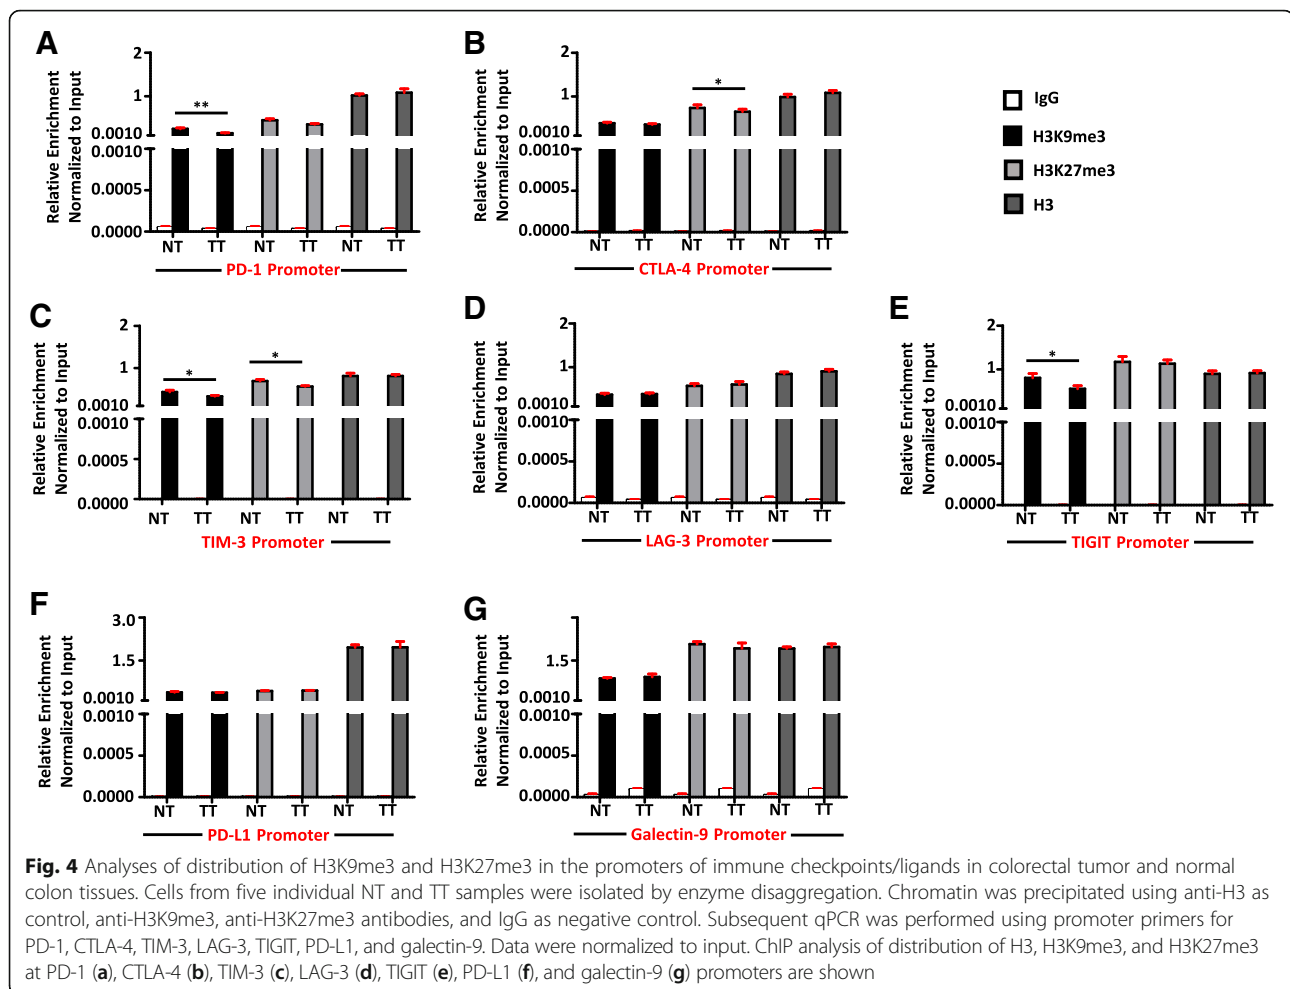 A
Relative Enrichment
Normalized to Input
2
1
0.0010
0.0010
0.0005
0.0000
**
NT TT NT TT NT TT
PD-1 Promoter
B
Relative Enrichment
Normalized to Input
2
1
0.0010
0.0010
0.0005
0.0000
*
NT TT NT TT NT TT
CTLA-4 Promoter
IgG
H3K9me3
H3K27me3
H3
C
Relative Enrichment
Normalized to Input
2
1
0.0010
0.0010
0.0005
0.0000
* *
NT TT NT TT NT TT
TIM-3 Promoter
D
Relative Enrichment
Normalized to Input
2
1
0.0010
0.0010
0.0005
0.0000
NT TT NT TT NT TT
LAG-3 Promoter
E
Relative Enrichment
Normalized to Input
2
1
0.0010
0.0010
0.0005
0.0000
*
NT TT NT TT NT TT
TIGIT Promoter
F
Relative Enrichment
Normalized to Input
3.0
1.5
0.0010
0.0010
0.0005
0.0000
NT TT NT TT NT TT
PD-L1 Promoter
G
Relative Enrichment
Normalized to Input
1.5
0.0010
0.0010
0.0005
0.0000
NT TT NT TT NT TT
Galectin-9 Promoter
Fig. 4 Analyses of distribution of H3K9me3 and H3K27me3 in the promoters of immune checkpoints/ligands in colorectal tumor and normal
colon tissues. Cells from five individual NT and TT samples were isolated by enzyme disaggregation. Chromatin was precipitated using anti-H3 as
control, anti-H3K9me3, anti-H3K27me3 antibodies, and IgG as negative control. Subsequent qPCR was performed using promoter primers for
PD-1, CTLA-4, TIM-3, LAG-3, TIGIT, PD-L1, and galectin-9. Data were normalized to input. ChIP analysis of distribution of H3, H3K9me3, and H3K27me3
at PD-1 (a), CTLA-4 (b), TIM-3 (c), LAG-3 (d), TIGIT (e), PD-L1 (f), and galectin-9 (g) promoters are shown